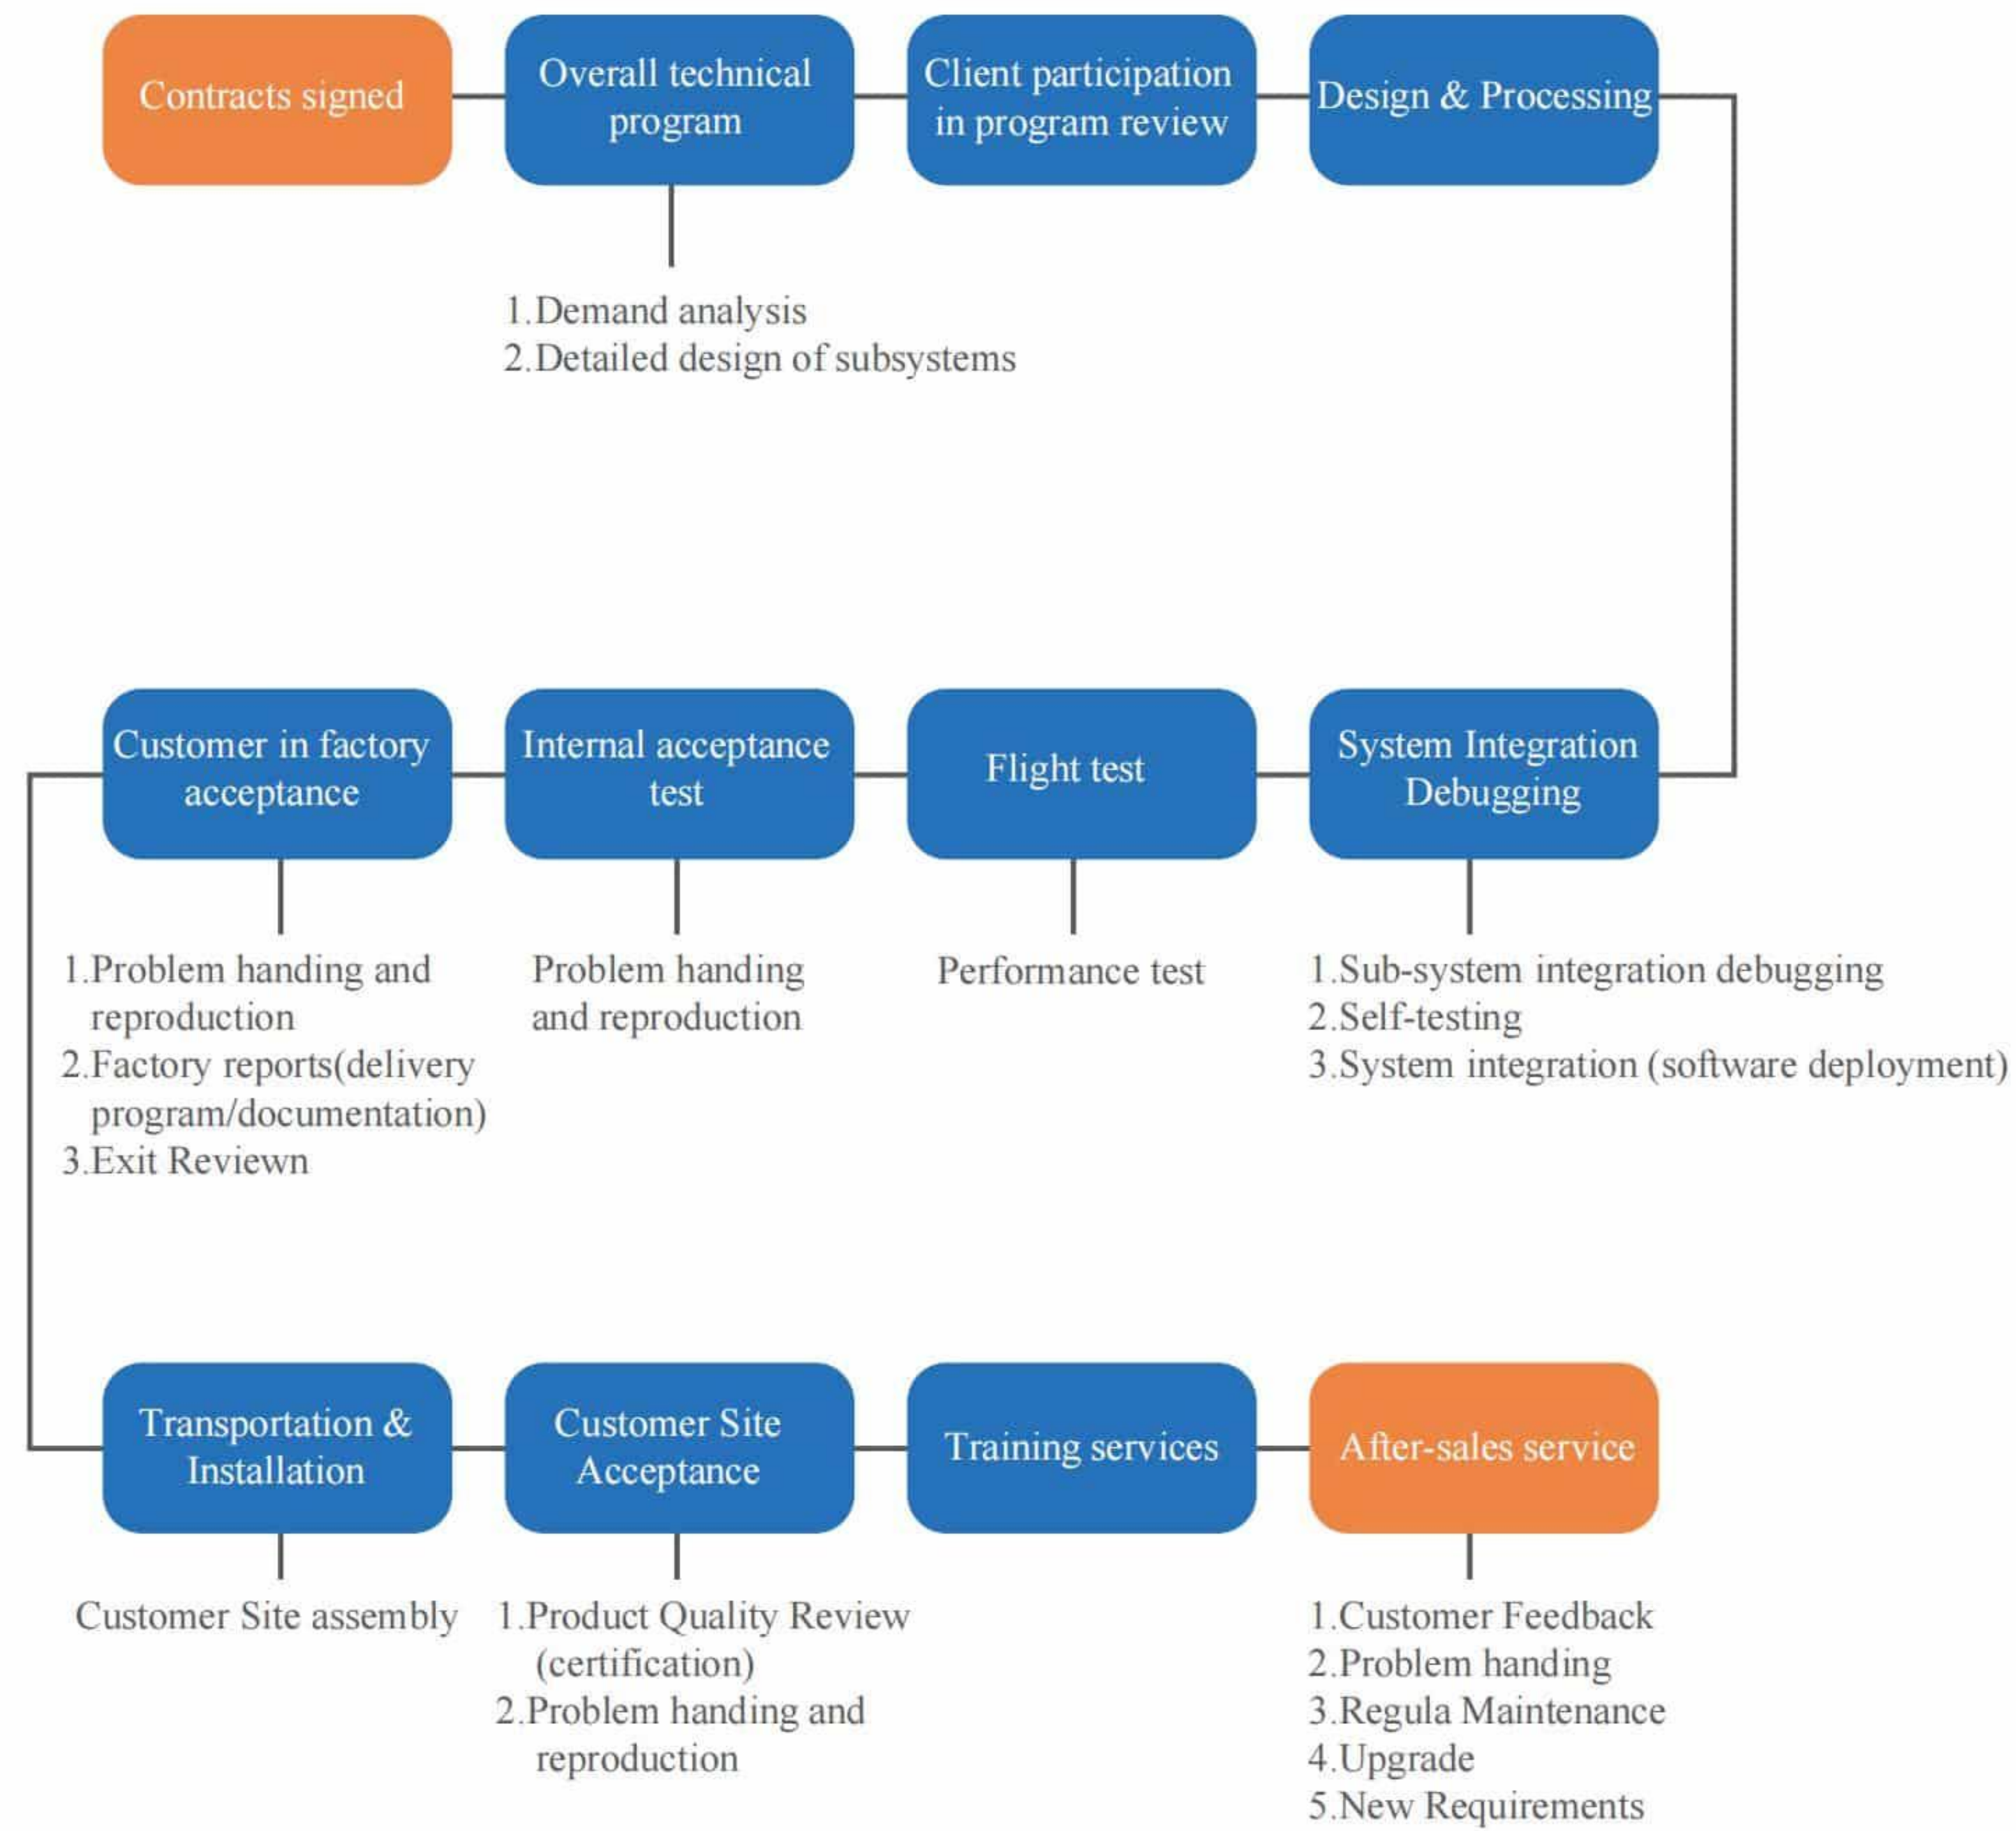 Contracts signed
Overall technical
program
Client participation
in program review
Design & Processing
1.Demand analysis
2.Detailed design of subsystems
Customer in factory
acceptance
Internal acceptance
test
Flight test
System Integration
Debugging
1.Problem handing and
reproduction
2.Factory reports(delivery
program/documentation)
3.Exit Reviewn
Problem handing
and reproduction
Performance test
1.Sub-system integration debugging
2.Self-testing
3.System integration (software deployment)
Transportation &
Installation
Customer Site
Acceptance
Training services
After-sales service
Customer Site assembly
1.Product Quality Review
(certification)
2.Problem handing and
reproduction
1.Customer Feedback
2.Problem handing
3.Regula Maintenance
4.Upgrade
5.New Requirements